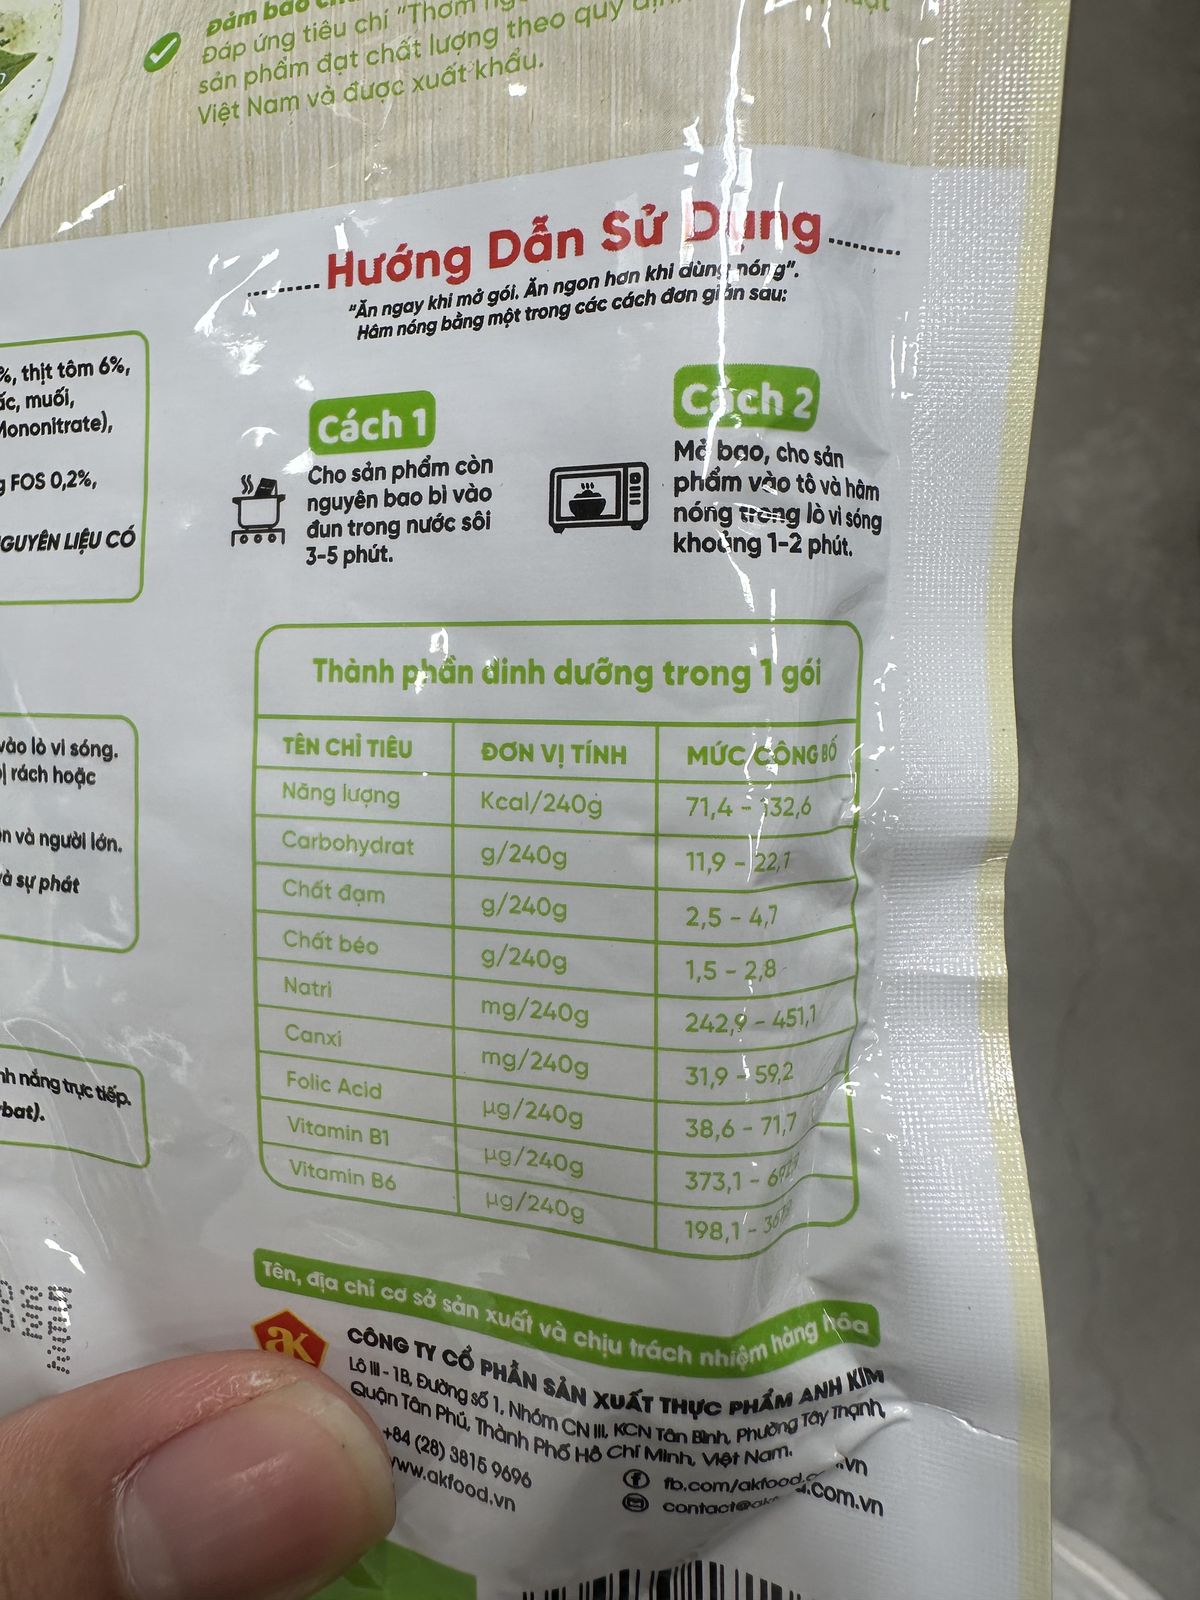 Đảm bảo
Đáp ứng tiêu chí "Thơm
sản phẩm đạt chất lượng theo quy
Việt Nam và được xuất khẩu.
Hướng Dẫn Sử Dụng
"Ăn ngay khi mở gói. Ăn ngon hơn khi dùng nóng".
Hâm nóng bằng một trong các cách đơn giản sau:
%, thịt tôm 6%,
muối,
Mononitrate),
FOS 0,2%,
NGUYÊN LIỆU CÓ
Cách 1
Cho sản phẩm còn
nguyên bao bì vào
đun trong nước sôi
3-5 phút.
Cách 2
Mở bao, cho sản
phẩm vào tô và hâm
nóng trong lò vi sóng
khoảng 1-2 phút.
vào lò vi sóng.
rách hoặc
và người lớn.
và sự phát
nắng trực tiếp.
Thành phần dinh dưỡng trong 1 gói
TÊN CHỈ TIÊU ĐƠN VỊ TÍNH MỨC CÔNG BỐ
Năng lượng Kcal/240g 71,4 - 132,6
Carbohydrat g/240g 11,9 - 22,1
Chất đạm g/240g 2,5 - 4,7
Chất béo g/240g 1,5 - 2,8
Natri mg/240g 242,9 - 451,1
Canxi mg/240g 31,9 - 59,2
Folic Acid µg/240g 38,6 - 71,7
Vitamin B1 µg/240g 373,1 -
Vitamin B6 µg/240g 198,1 -
Tên, địa chỉ cơ sở sản xuất và chịu trách nhiệm hàng hóa
aK
CÔNG TY CỔ PHẦN SẢN XUẤT THỰC PHẨM ANH KIM
Lô III - 1B, Đường số 1, Nhóm CN III, KCN Tân Bình, Phường Tây Thạnh,
Quận Tân Phú, Thành Phố Hồ Chí Minh, Việt Nam.
+84 (28) 3815 9696
www.akfood.vn